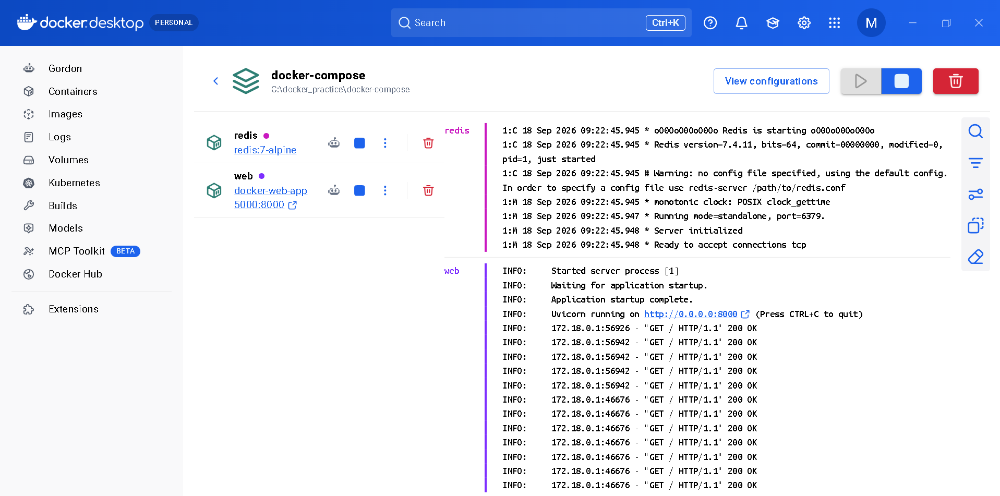 docker desktop PERSONAL
Search
Ctrl+K
M
Gordon
Containers
Images
Logs
Volumes
Kubernetes
Builds
Models
MCP Toolkit BETA
Docker Hub
Extensions
docker-compose
C:\docker_practice\docker-compose
View configurations
redis
redis:7-alpine
web
docker-web-app
5000:8000
redis
1:C 18 Sep 2026 09:22:45.945 * oO0OoO0OoO0Oo Redis is starting oO0OoO0OoO0Oo
1:C 18 Sep 2026 09:22:45.945 * Redis version=7.4.11, bits=64, commit=00000000, modified=0,
pid=1, just started
1:C 18 Sep 2026 09:22:45.945 # Warning: no config file specified, using the default config.
In order to specify a config file use redis-server /path/to/redis.conf
1:M 18 Sep 2026 09:22:45.945 * monotonic clock: POSIX clock_gettime
1:M 18 Sep 2026 09:22:45.947 * Running mode=standalone, port=6379.
1:M 18 Sep 2026 09:22:45.948 * Server initialized
1:M 18 Sep 2026 09:22:45.948 * Ready to accept connections tcp
web
INFO:     Started server process [1]
INFO:     Waiting for application startup.
INFO:     Application startup complete.
INFO:     Uvicorn running on http://0.0.0.0:8000 (Press CTRL+C to quit)
INFO:     172.18.0.1:56926 - "GET / HTTP/1.1" 200 OK
INFO:     172.18.0.1:56942 - "GET / HTTP/1.1" 200 OK
INFO:     172.18.0.1:56942 - "GET / HTTP/1.1" 200 OK
INFO:     172.18.0.1:56942 - "GET / HTTP/1.1" 200 OK
INFO:     172.18.0.1:56942 - "GET / HTTP/1.1" 200 OK
INFO:     172.18.0.1:46676 - "GET / HTTP/1.1" 200 OK
INFO:     172.18.0.1:46676 - "GET / HTTP/1.1" 200 OK
INFO:     172.18.0.1:46676 - "GET / HTTP/1.1" 200 OK
INFO:     172.18.0.1:46676 - "GET / HTTP/1.1" 200 OK
INFO:     172.18.0.1:46676 - "GET / HTTP/1.1" 200 OK
INFO:     172.18.0.1:46676 - "GET / HTTP/1.1" 200 OK
INFO:     172.18.0.1:46676 - "GET / HTTP/1.1" 200 OK